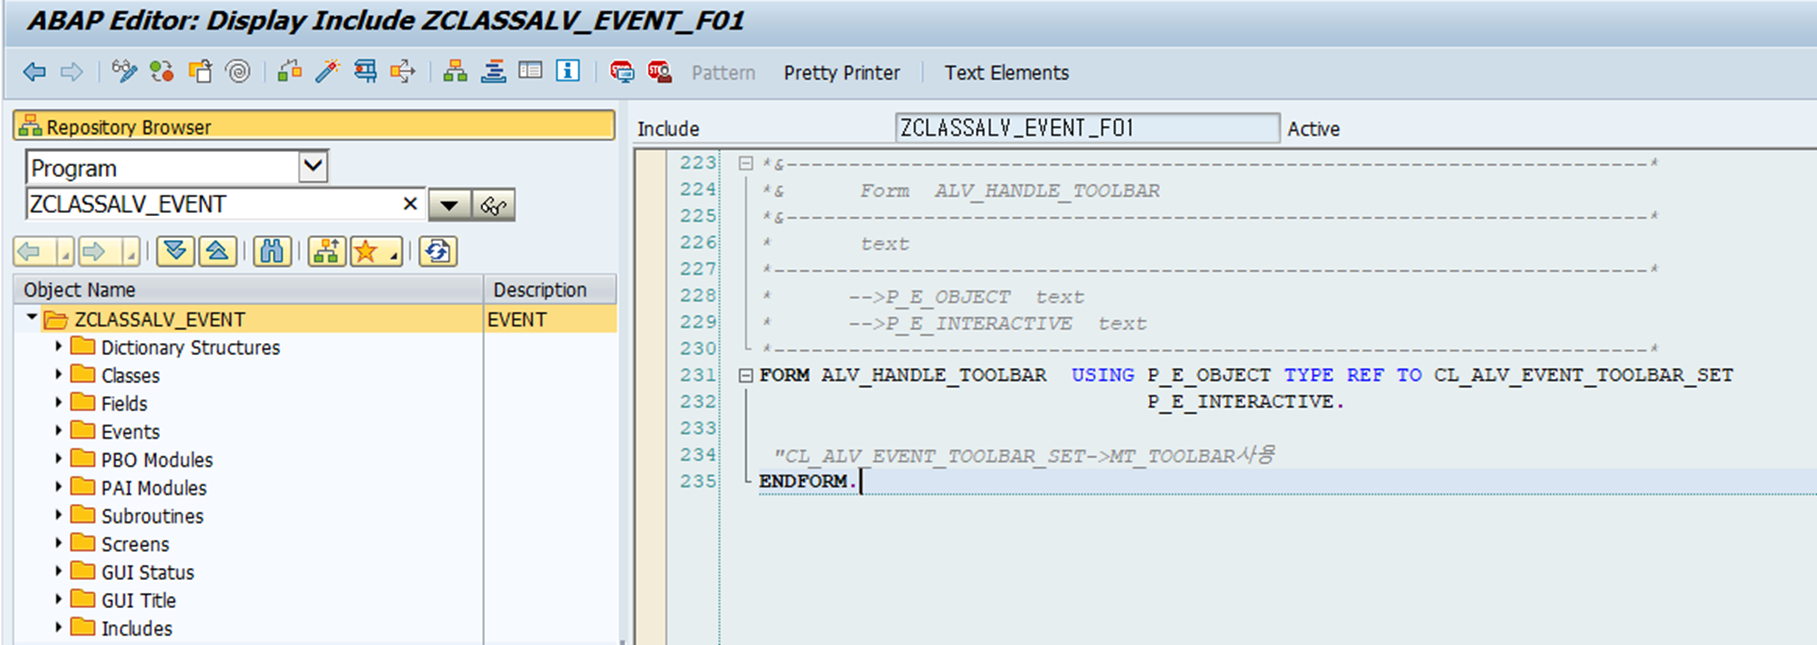 ABAP Editor: Display Include ZCLASSALV_EVENT_F01
Pattern Pretty Printer Text Elements
Repository Browser
Program
ZCLASSALV_EVENT
Object Name Description
ZCLASSALV_EVENT EVENT
Dictionary Structures
Classes
Fields
Events
PBO Modules
PAI Modules
Subroutines
Screens
GUI Status
GUI Title
Includes
Include ZCLASSALV_EVENT_F01 Active
223 *&---------------------------------------------------------------------*
224 *&      Form  ALV_HANDLE_TOOLBAR
225 *&---------------------------------------------------------------------*
226 *       text
227 *----------------------------------------------------------------------*
228 *      -->P_E_OBJECT  text
229 *      -->P_E_INTERACTIVE  text
230 *----------------------------------------------------------------------*
231 FORM ALV_HANDLE_TOOLBAR  USING P_E_OBJECT TYPE REF TO CL_ALV_EVENT_TOOLBAR_SET
232                                P_E_INTERACTIVE.
233
234  "CL_ALV_EVENT_TOOLBAR_SET->MT_TOOLBAR사용
235 ENDFORM.